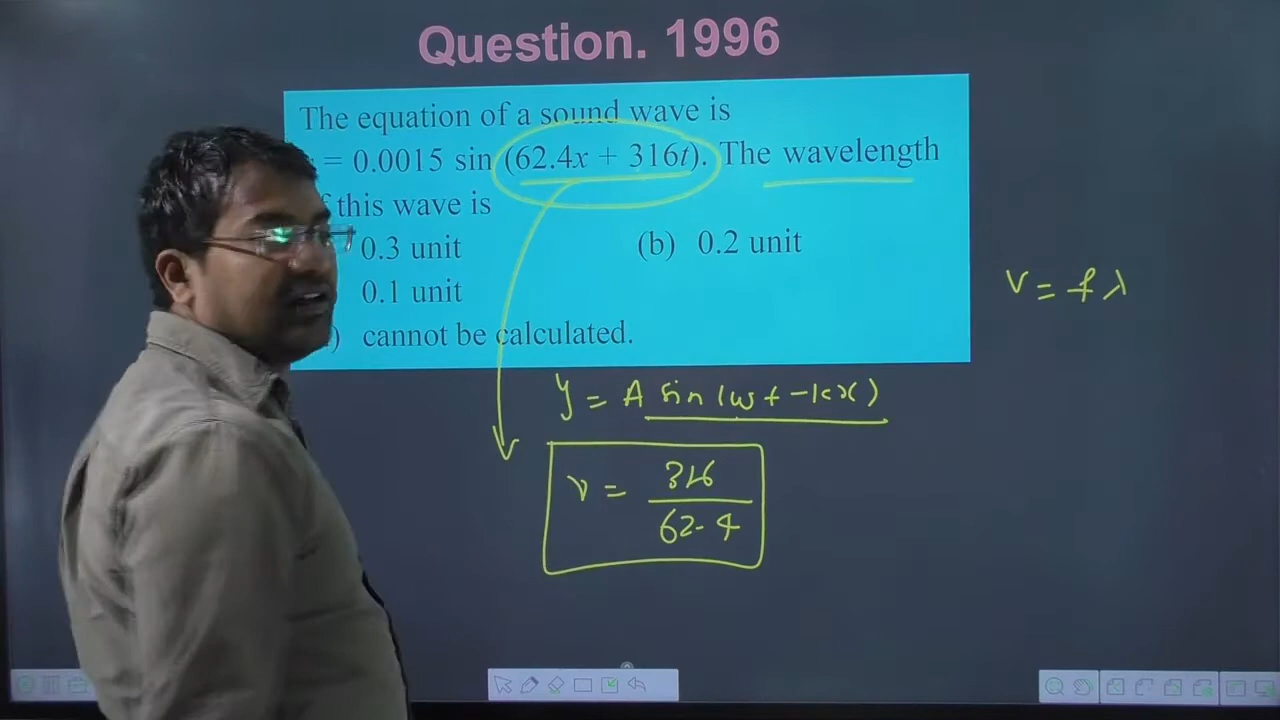 Question. 1996
The equation of a sound wave is
= 0.0015 sin (62.4x + 316t). The wavelength
this wave is
0.3 unit (b) 0.2 unit
0.1 unit
) cannot be calculated.
v = fλ
y = A sin (ωt - kx)
v = 316
62.4